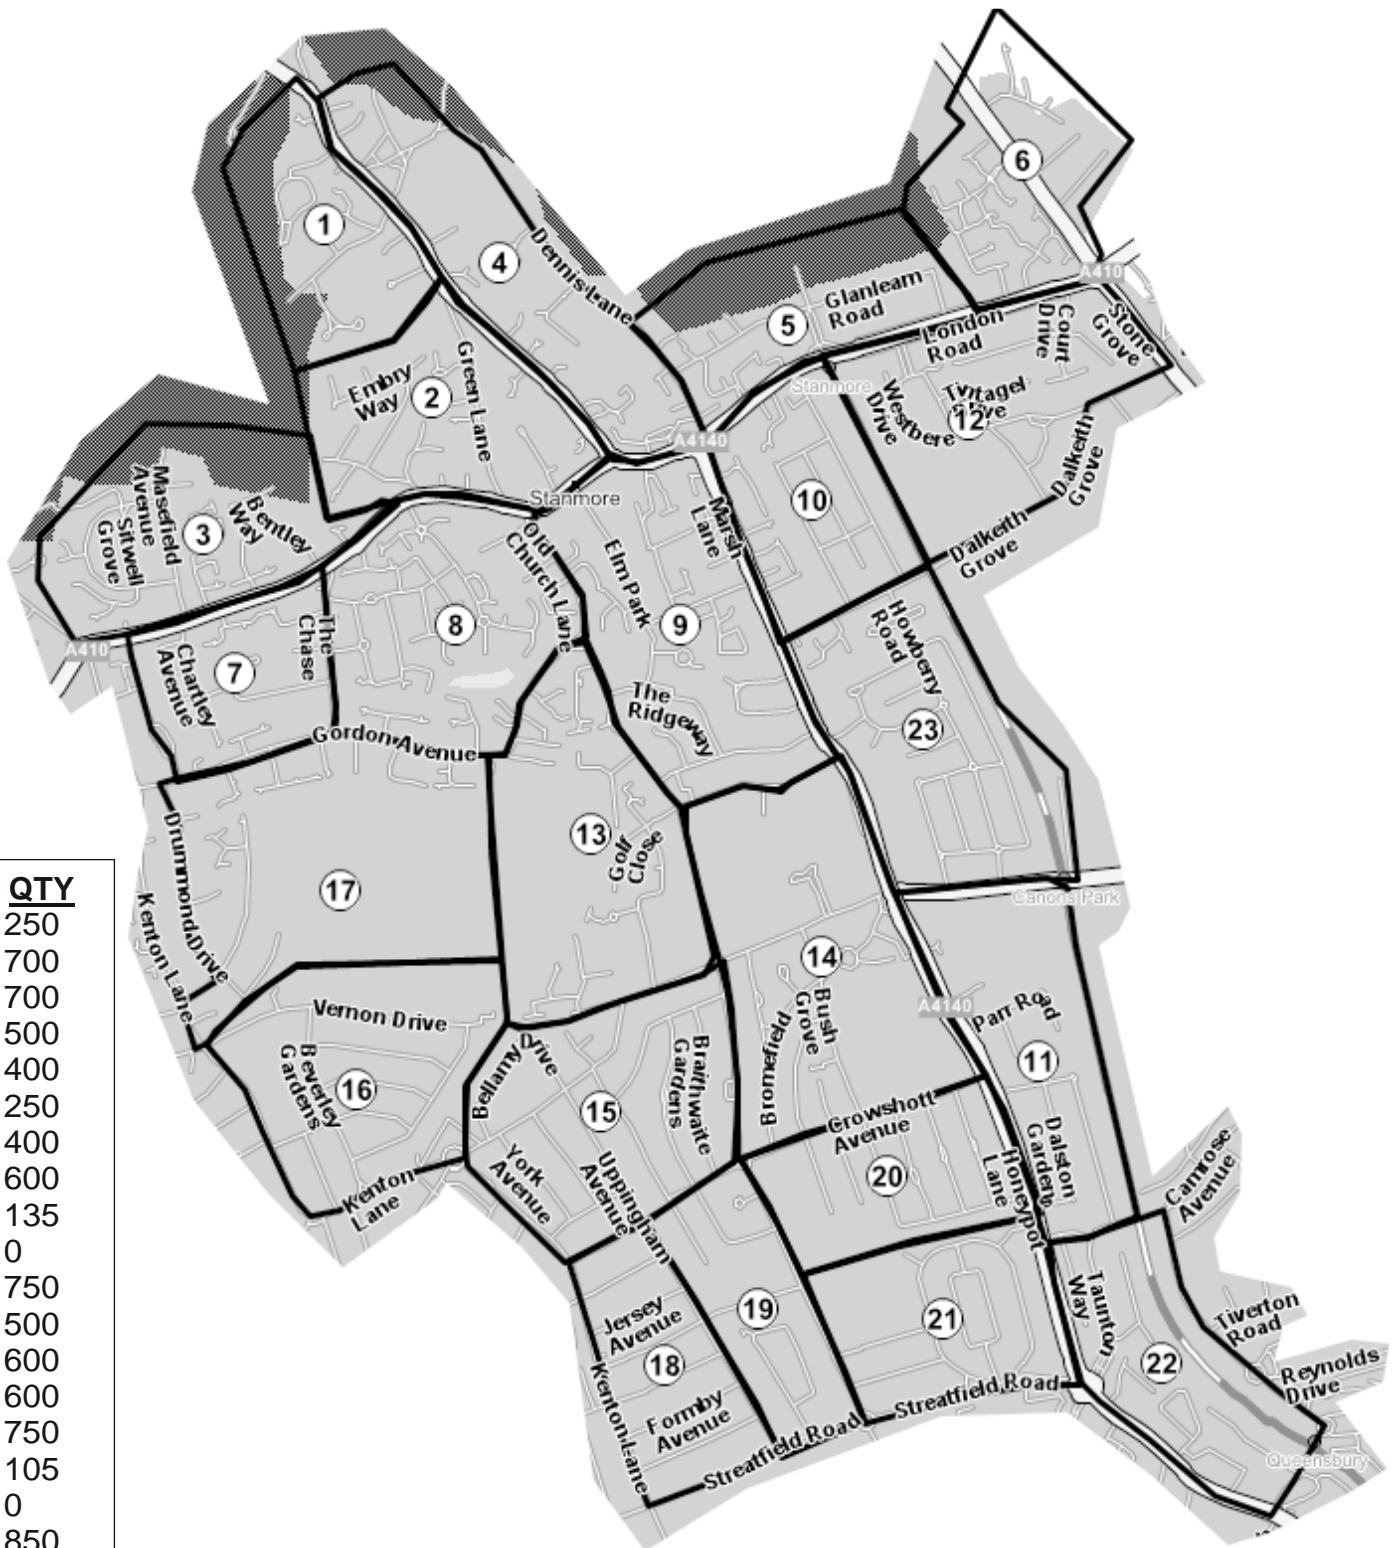 6
1
4
Dennis Lane
A410
5
Glanleam
Road
London
Road
Court
Drive
Stone
Grove
Stanmore
Embry
Way
2
Green Lane
Westbere
Drive
Tintagel
12
A4140
Dalkeith
Grove
Masefield
Avenue
Sitwell
Grove
3
Bentley
Way
Stanmore
10
Marsh
Lane
Old
Church Lane
Elm Park
Dalkeith
Grove
A410
The
Chase
8
9
Howberry
Road
Chartley
Avenue
7
The
Ridgeway
Gordon Avenue
23
Drummond Drive
13
Golf
Close
QTY
250
700
700
500
400
250
400
600
135
0
750
500
600
600
750
105
0
850
17
Kenton Lane
Canons Park
14
Vernon Drive
Bush
Grove
Bromefield
A4140
Parr Road
Beverley
Gardens
16
Bellamy Drive
Braithwaite
Gardens
15
11
Crowshott
Avenue
Dalston
Gardens
Kenton
Lane
York
Avenue
Uppingham
Avenue
20
Honeypot
Lane
Camrose
Avenue
19
21
Taunton
Way
Tiverton
Road
Jersey
Avenue
18
22
Reynolds
Drive
Kenton Lane
Formby
Avenue
Streatfield Road
Streatfield Road
Queensbury